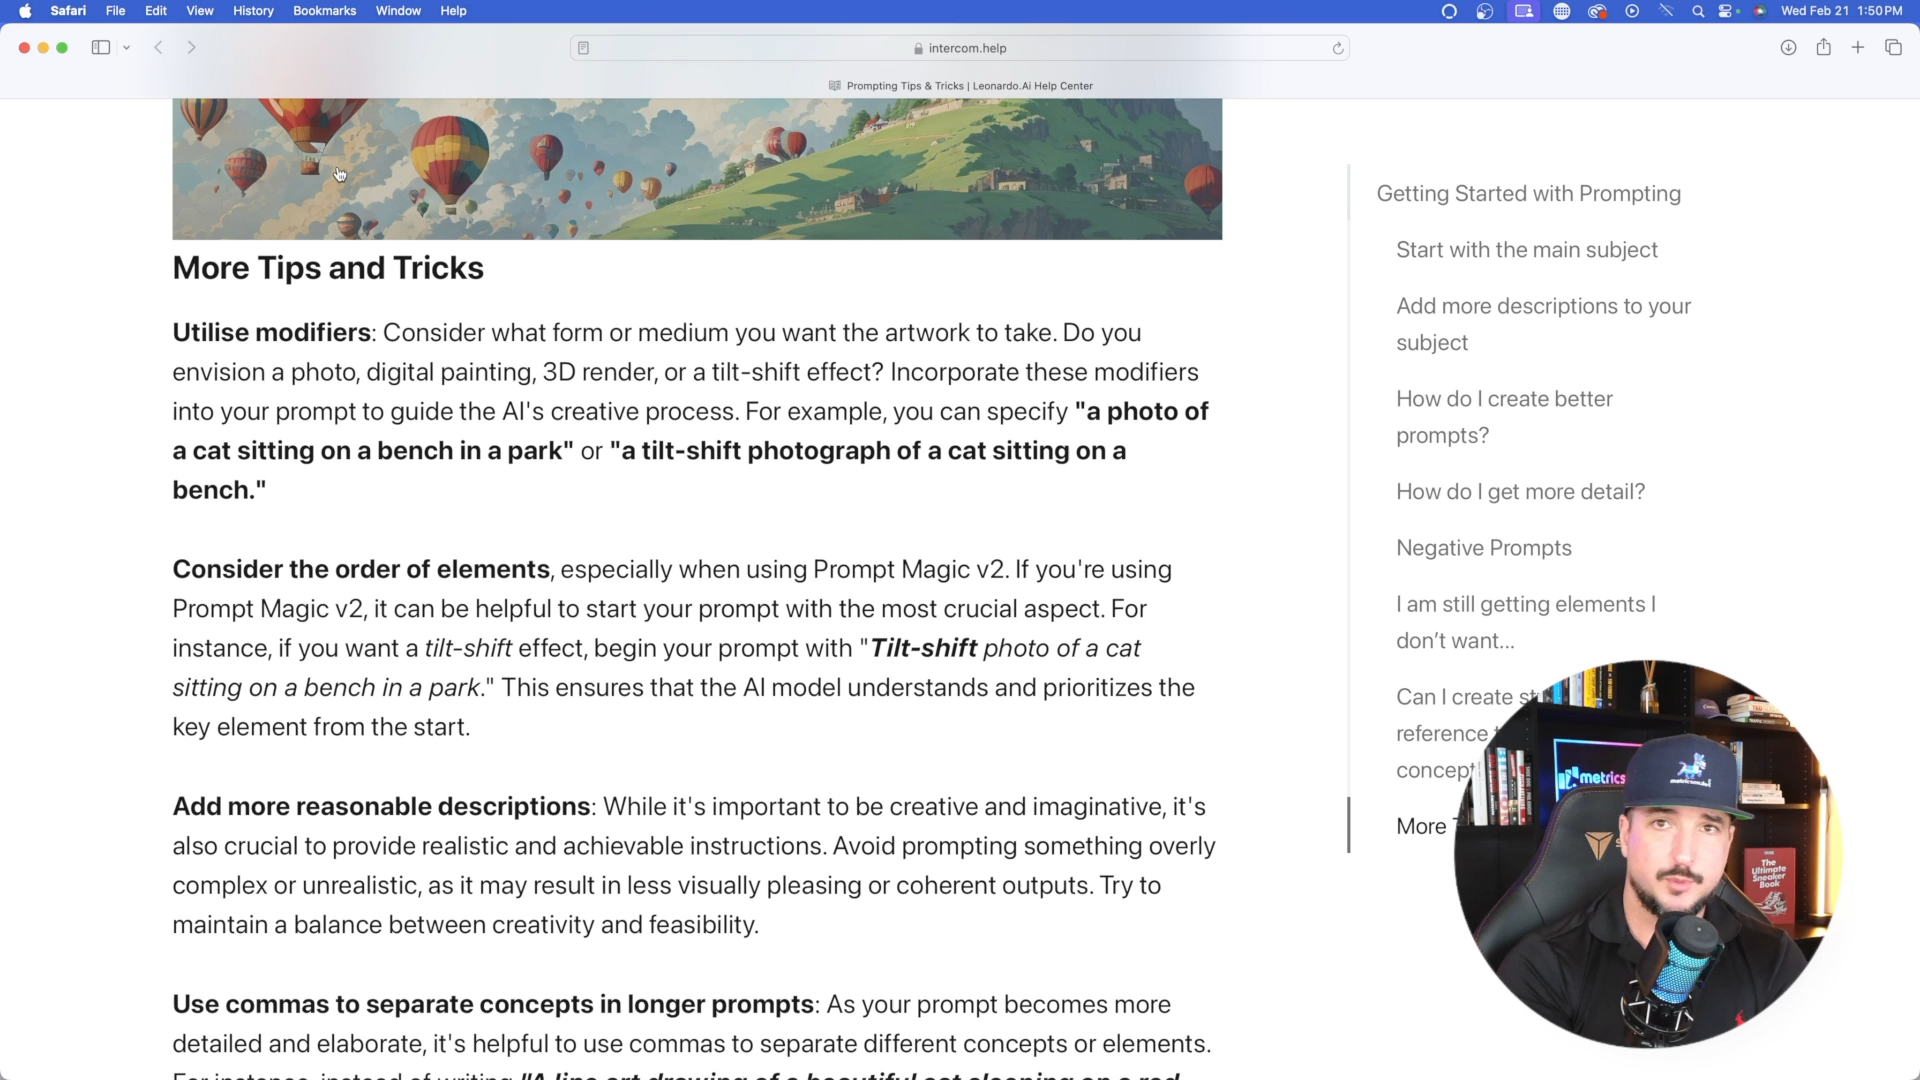 Safari File Edit View History Bookmarks Window Help Wed Feb 21 1:50 PM
intercom.help
Prompting Tips & Tricks | Leonardo.Ai Help Center
More Tips and Tricks
Utilise modifiers: Consider what form or medium you want the artwork to take. Do you
envision a photo, digital painting, 3D render, or a tilt-shift effect? Incorporate these modifiers
into your prompt to guide the AI's creative process. For example, you can specify "a photo of
a cat sitting on a bench in a park" or "a tilt-shift photograph of a cat sitting on a
bench."
Consider the order of elements, especially when using Prompt Magic v2. If you're using
Prompt Magic v2, it can be helpful to start your prompt with the most crucial aspect. For
instance, if you want a tilt-shift effect, begin your prompt with "Tilt-shift photo of a cat
sitting on a bench in a park." This ensures that the AI model understands and prioritizes the
key element from the start.
Add more reasonable descriptions: While it's important to be creative and imaginative, it's
also crucial to provide realistic and achievable instructions. Avoid prompting something overly
complex or unrealistic, as it may result in less visually pleasing or coherent outputs. Try to
maintain a balance between creativity and feasibility.
Use commas to separate concepts in longer prompts: As your prompt becomes more
detailed and elaborate, it's helpful to use commas to separate different concepts or elements.
For instance, instead of writing "A line art drawing of a beautiful cat sleeping on a red
Getting Started with Prompting
Start with the main subject
Add more descriptions to your
subject
How do I create better
prompts?
How do I get more detail?
Negative Prompts
I am still getting elements I
don't want...
Can I create
reference
concept
More
metrics
The
Ultimate
Sneaker
Book